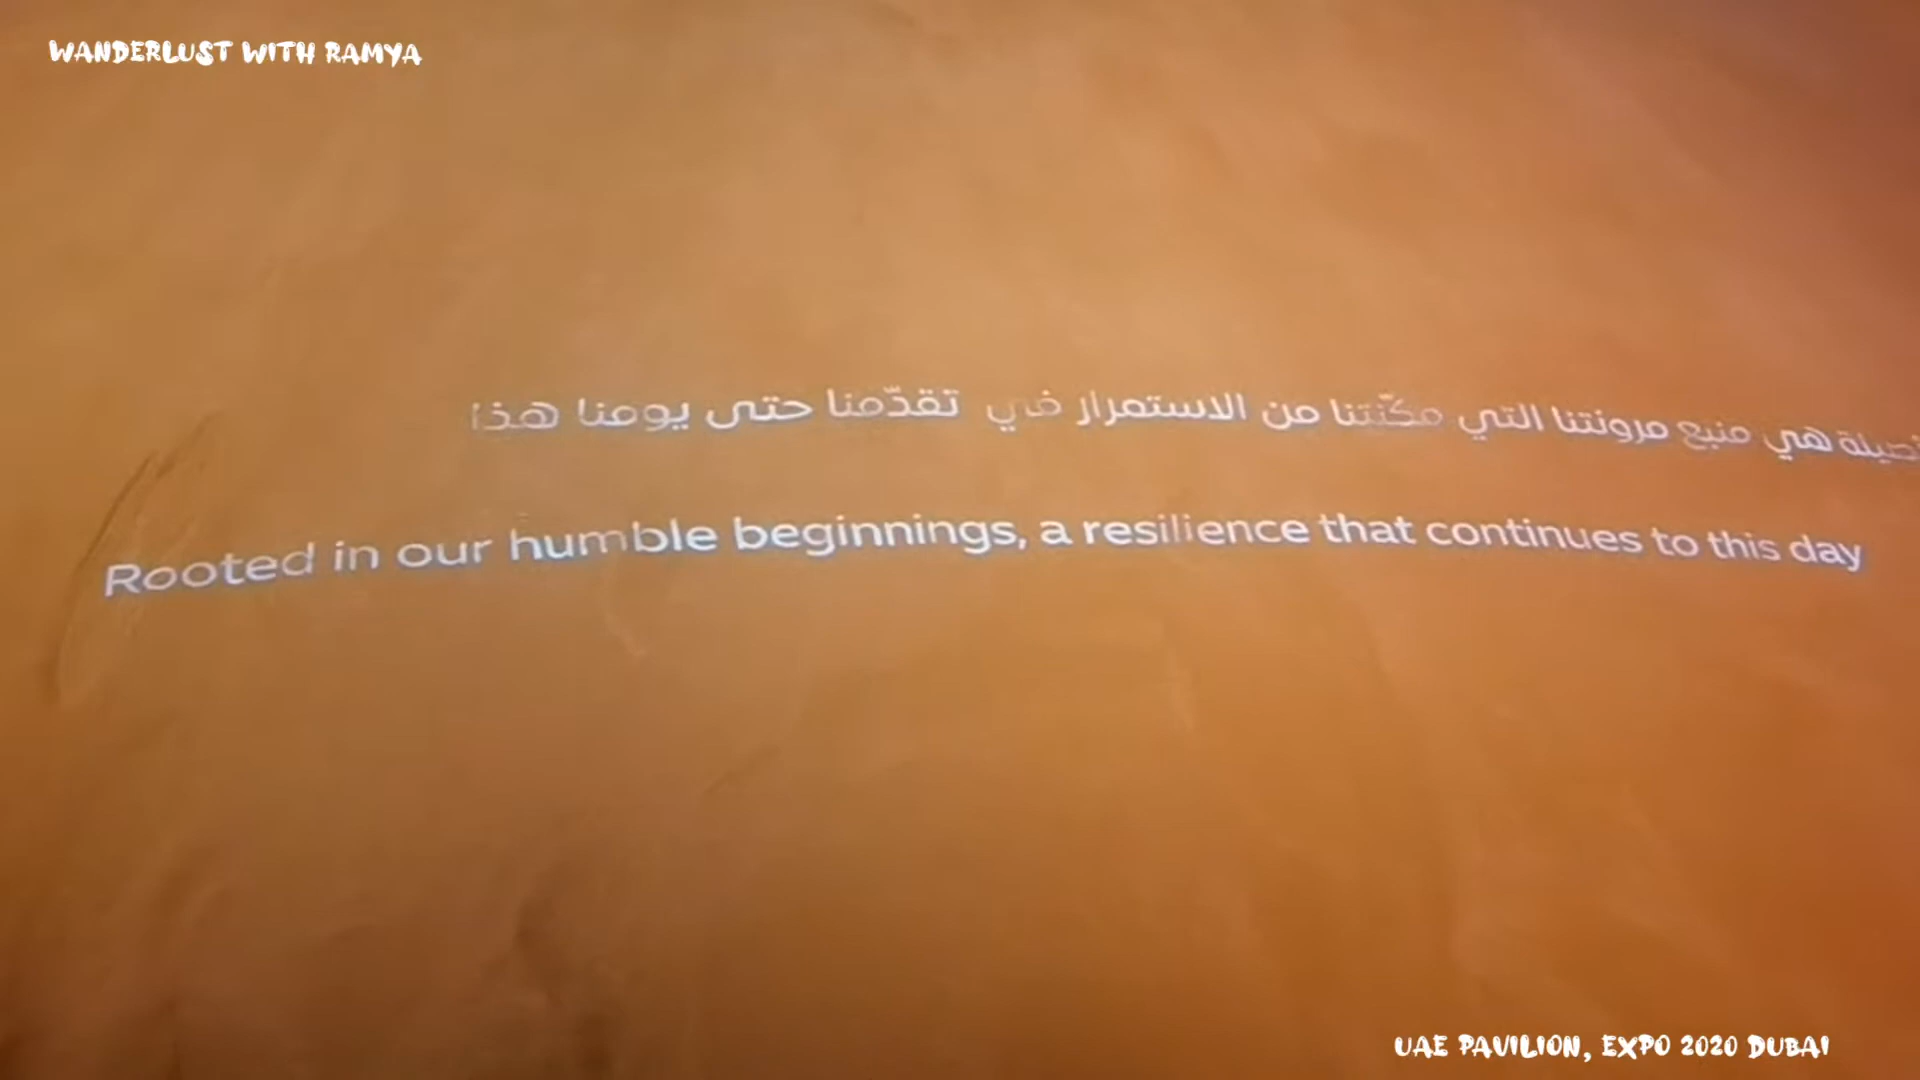 WANDERLUST WITH RAMYA
هي منبع مرونتنا التي مكّنتنا من الاستمرار في تقدّمنا حتى يومنا هذا
Rooted in our humble beginnings, a resilience that continues to this day
UAE PAVILION, EXPO 2020 DUBAI